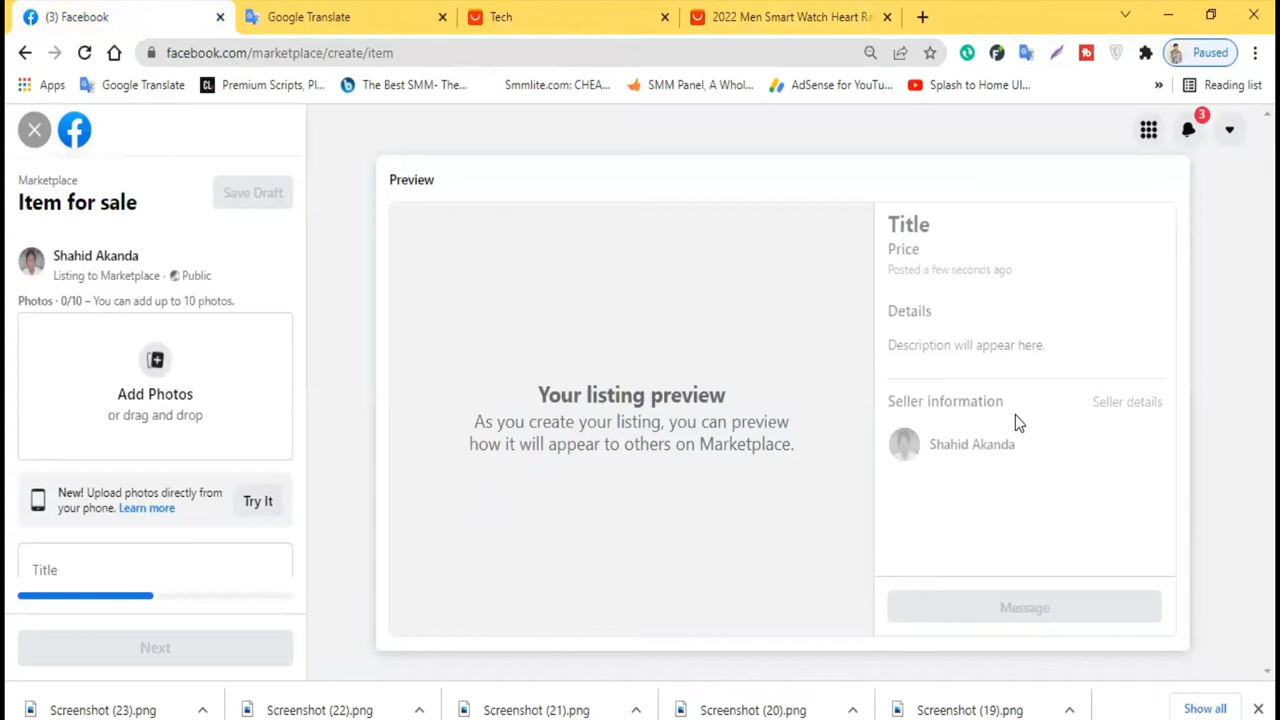 (3) Facebook
Google Translate
Tech
2022 Men Smart Watch Heart Ra
facebook.com/marketplace/create/item
Paused
Apps
Google Translate
CL
Premium Scripts, Pl...
The Best SMM- The...
Smmlite.com: CHEA...
SMM Panel, A Whol...
AdSense for YouTu...
Splash to Home UI...
»
Reading list
3
Marketplace
Item for sale
Save Draft
Shahid Akanda
Listing to Marketplace · Public
Photos · 0/10 – You can add up to 10 photos.
Add Photos
or drag and drop
New! Upload photos directly from
your phone. Learn more
Try It
Title
Next
Preview
Your listing preview
As you create your listing, you can preview
how it will appear to others on Marketplace.
Title
Price
Posted a few seconds ago
Details
Description will appear here.
Seller information
Seller details
Shahid Akanda
Message
Screenshot (23).png
Screenshot (22).png
Screenshot (21).png
Screenshot (20).png
Screenshot (19).png
Show all